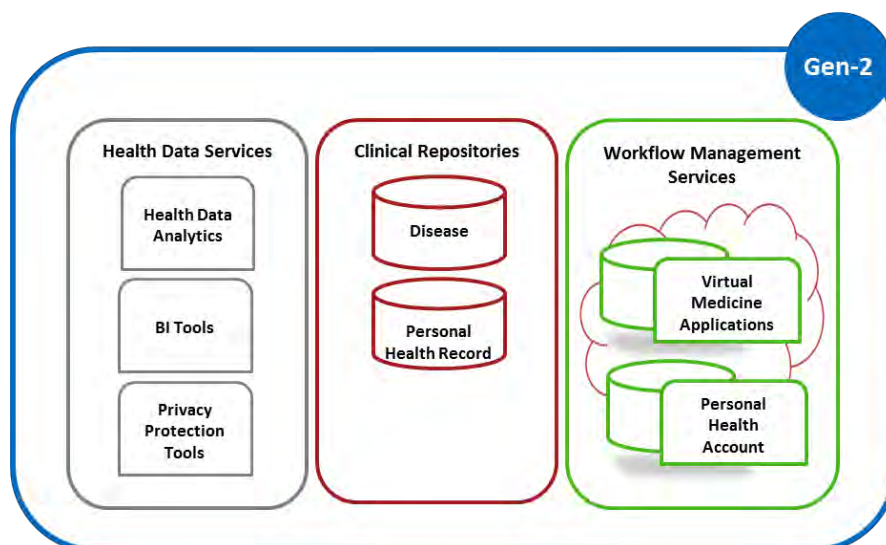 Gen-2
Health Data Services
Health Data
Analytics
BI Tools
Privacy
Protection
Tools
Clinical Repositories
Disease
Personal
Health Record
Workflow Management
Services
Virtual
Medicine
Applications
Personal
Health
Account